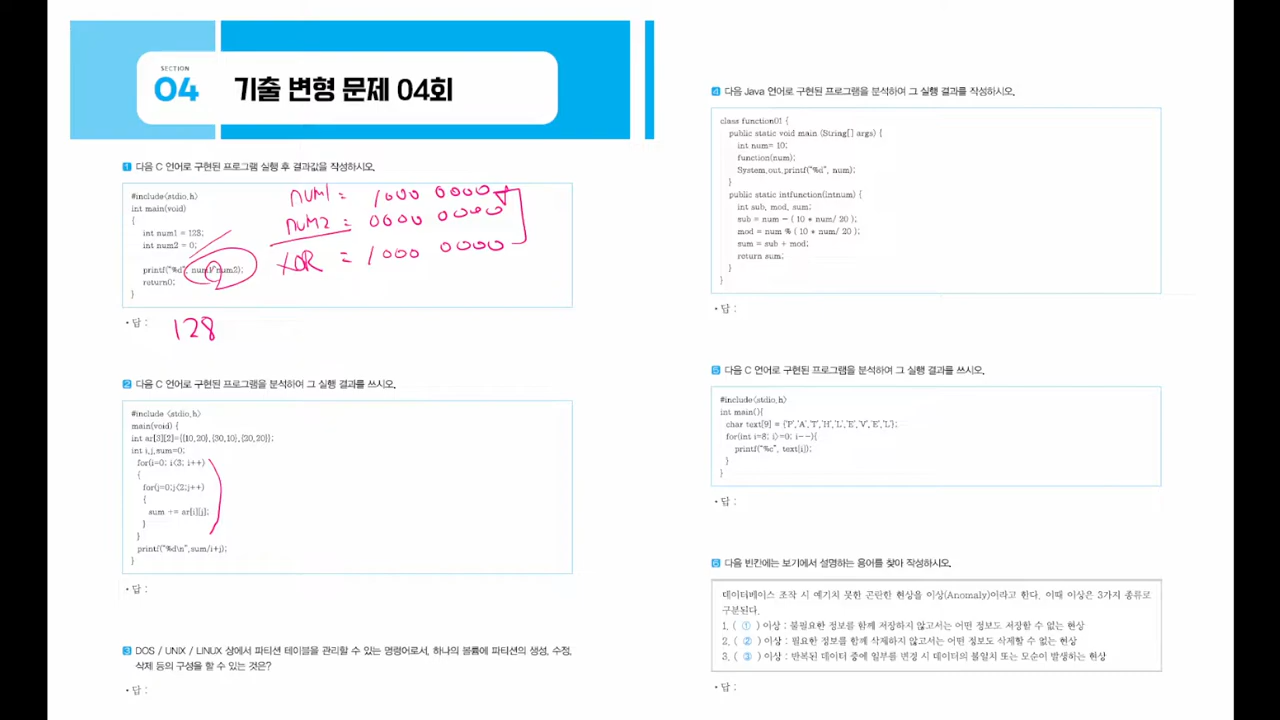 SECTION
04
기출 변형 문제 04회
1 다음 C 언어로 구현된 프로그램 실행 후 결과값을 작성하시오.
#include<stdio.h>
int main(void)
{
int num1 = 128;
int num2 = 0;
printf("%d", num1^num2);
return0;
}
num1 = 1000 0000
num2 = 0000 0000
XOR = 1000 0000
• 답 : 128
2 다음 C 언어로 구현된 프로그램을 분석하여 그 실행 결과를 쓰시오.
#include <stdio.h>
main(void) {
int ar[3][2]={{10,20},{30,10},{20,20}};
int i,j,sum=0;
for(i=0; i<3; i++)
{
for(j=0;j<2;j++)
{
sum += ar[i][j];
}
}
printf("%d\n",sum/i+j);
}
• 답 :
3 DOS / UNIX / LINUX 상에서 파티션 테이블을 관리할 수 있는 명령어로서, 하나의 볼륨에 파티션의 생성, 수정,
삭제 등의 구성을 할 수 있는 것은?
• 답 :
4 다음 Java 언어로 구현된 프로그램을 분석하여 그 실행 결과를 작성하시오.
class function01 {
public static void main (String[] args) {
int num= 10;
function(num);
System.out.printf("%d", num);
}
public static intfunction(intnum) {
int sub, mod, sum;
sub = num - ( 10 * num/ 20 );
mod = num % ( 10 * num/ 20 );
sum = sub + mod;
return sum;
}
}
• 답 :
5 다음 C 언어로 구현된 프로그램을 분석하여 그 실행 결과를 쓰시오.
#include<stdio.h>
int main(){
char text[9] = {'P','A','T','H','L','E','V','E','L'};
for(int i=8; i>=0; i--){
printf("%c", text[i]);
}
}
• 답 :
6 다음 빈칸에는 보기에서 설명하는 용어를 찾아 작성하시오.
데이터베이스 조작 시 예기치 못한 곤란한 현상을 이상(Anomaly)이라고 한다. 이때 이상은 3가지 종류로
구분된다.
1. ( ① ) 이상 : 불필요한 정보를 함께 저장하지 않고서는 어떤 정보도 저장할 수 없는 현상
2. ( ② ) 이상 : 필요한 정보를 함께 삭제하지 않고서는 어떤 정보도 삭제할 수 없는 현상
3. ( ③ ) 이상 : 반복된 데이터 중에 일부를 변경 시 데이터의 불일치 또는 모순이 발생하는 현상
• 답 :